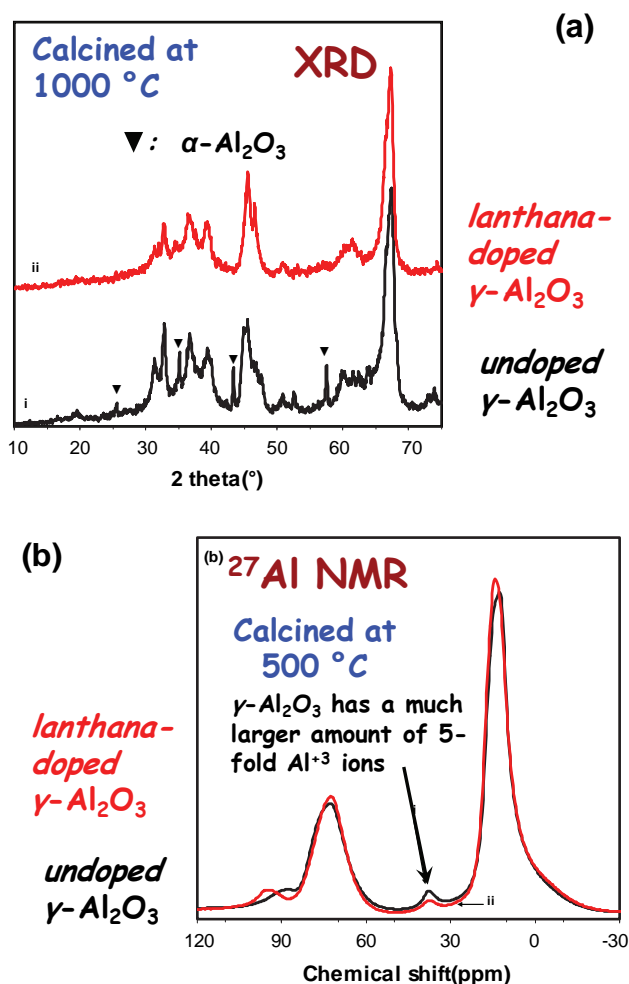 (a)
Calcined at
1000 °C
XRD
▼: α-Al₂O₃
ii
i
10 20 30 40 50 60 70
2 theta(°)
lanthana-
doped
γ-Al₂O₃
undoped
γ-Al₂O₃
(b)
(b) ²⁷Al NMR
Calcined at
500 °C
γ-Al₂O₃ has a much
larger amount of 5-
fold Al⁺³ ions
i
ii
120 90 60 30 0 -30
Chemical shift(ppm)
lanthana-
doped
γ-Al₂O₃
undoped
γ-Al₂O₃